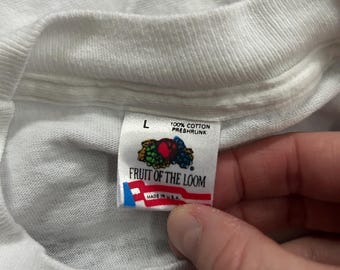 L
100% COTTON
PRESHRUNK
®
FRUIT OF THE LOOM
MADE IN U.S.A.